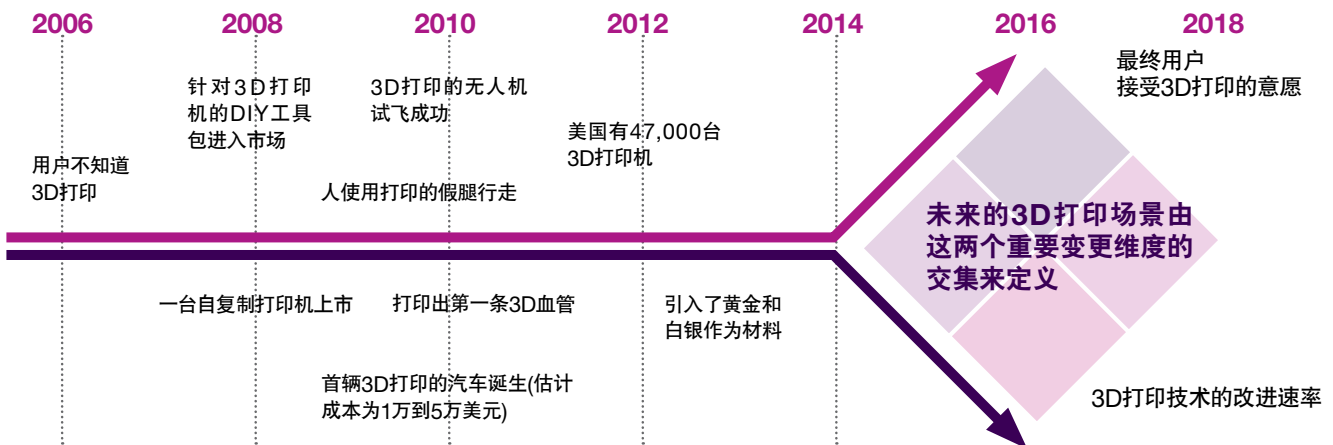 2006 2008 2010 2012 2014 2016 2018
针对3D打印
机的DIY工具
包进入市场
3D打印的无人机
试飞成功
美国有47,000台
3D打印机
最终用户
接受3D打印的意愿
用户不知道
3D打印
人使用打印的假腿行走
未来的3D打印场景由
这两个重要变更维度的
交集来定义
一台自复制打印机上市
打印出第一条3D血管
引入了黄金和
白银作为材料
首辆3D打印的汽车诞生(估计
成本为1万到5万美元)
3D打印技术的改进速率